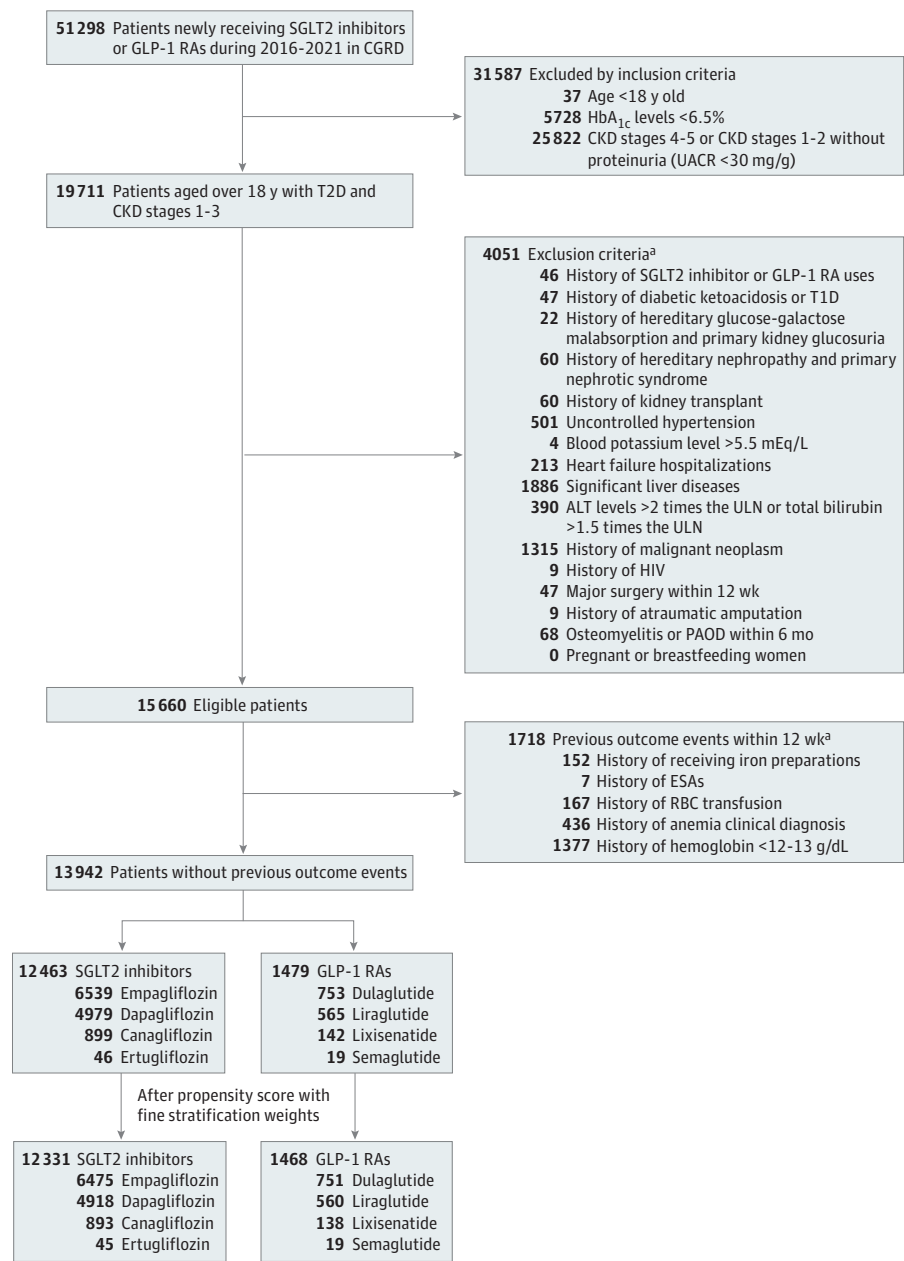 51298 Patients newly receiving SGLT2 inhibitors
or GLP-1 RAs during 2016-2021 in CGRD
31587 Excluded by inclusion criteria
37 Age <18 y old
5728 HbA1c levels <6.5%
25822 CKD stages 4-5 or CKD stages 1-2 without
proteinuria (UACR <30 mg/g)
19711 Patients aged over 18 y with T2D and
CKD stages 1-3
4051 Exclusion criteriaa
46 History of SGLT2 inhibitor or GLP-1 RA uses
47 History of diabetic ketoacidosis or T1D
22 History of hereditary glucose-galactose
malabsorption and primary kidney glucosuria
60 History of hereditary nephropathy and primary
nephrotic syndrome
60 History of kidney transplant
501 Uncontrolled hypertension
4 Blood potassium level >5.5 mEq/L
213 Heart failure hospitalizations
1886 Significant liver diseases
390 ALT levels >2 times the ULN or total bilirubin
>1.5 times the ULN
1315 History of malignant neoplasm
9 History of HIV
47 Major surgery within 12 wk
9 History of atraumatic amputation
68 Osteomyelitis or PAOD within 6 mo
0 Pregnant or breastfeeding women
15660 Eligible patients
1718 Previous outcome events within 12 wka
152 History of receiving iron preparations
7 History of ESAs
167 History of RBC transfusion
436 History of anemia clinical diagnosis
1377 History of hemoglobin <12-13 g/dL
13942 Patients without previous outcome events
12463 SGLT2 inhibitors
6539 Empagliflozin
4979 Dapagliflozin
899 Canagliflozin
46 Ertugliflozin
1479 GLP-1 RAs
753 Dulaglutide
565 Liraglutide
142 Lixisenatide
19 Semaglutide
After propensity score with
fine stratification weights
12331 SGLT2 inhibitors
6475 Empagliflozin
4918 Dapagliflozin
893 Canagliflozin
45 Ertugliflozin
1468 GLP-1 RAs
751 Dulaglutide
560 Liraglutide
138 Lixisenatide
19 Semaglutide